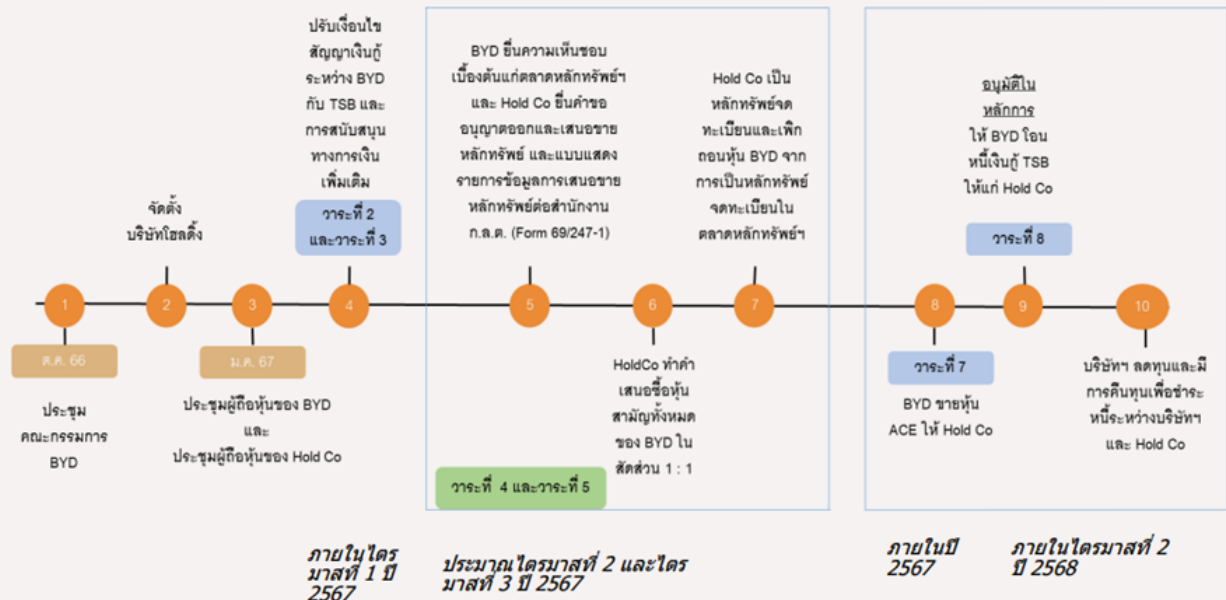 ปรับเงื่อนไข
สัญญาเงินกู้
ระหว่าง BYD
กับ TSB และ
การสนับสนุน
ทางการเงิน
เพิ่มเติม
วาระที่ 2
และวาระที่ 3
BYD ยื่นความเห็นชอบ
เบื้องต้นแก่ตลาดหลักทรัพย์ฯ
และ Hold Co ยื่นคำขอ
อนุญาตออกและเสนอขาย
หลักทรัพย์ และแบบแสดง
รายการข้อมูลการเสนอขาย
หลักทรัพย์ต่อสำนักงาน
ก.ล.ต. (Form 69/247-1)
Hold Co เป็น
หลักทรัพย์จด
ทะเบียนและเพิก
ถอนหุ้น BYD จาก
การเป็นหลักทรัพย์
จดทะเบียนใน
ตลาดหลักทรัพย์ฯ
อนุมัติใน
หลักการ
ให้ BYD โอน
หนี้เงินกู้ TSB
ให้แก่ Hold Co
วาระที่ 8
จัดตั้ง
บริษัทโฮลดิ้ง
1
2
3
4
5
6
7
8
9
10
ต.ค. 66
ประชุม
คณะกรรมการ
BYD
ม.ค. 67
ประชุมผู้ถือหุ้นของ BYD
และ
ประชุมผู้ถือหุ้นของ Hold Co
HoldCo ทำคำ
เสนอซื้อหุ้น
สามัญทั้งหมด
ของ BYD ใน
สัดส่วน 1 : 1
วาระที่ 4 และวาระที่ 5
วาระที่ 7
BYD ขายหุ้น
ACE ให้ Hold Co
บริษัทฯ ลดทุนและมี
การคืนทุนเพื่อชำระ
หนี้ระหว่างบริษัทฯ
และ Hold Co
ภายในไตร
มาสที่ 1 ปี
2567
ประมาณไตรมาสที่ 2 และไตร
มาสที่ 3 ปี 2567
ภายในปี
2567
ภายในไตรมาสที่ 2
ปี 2568